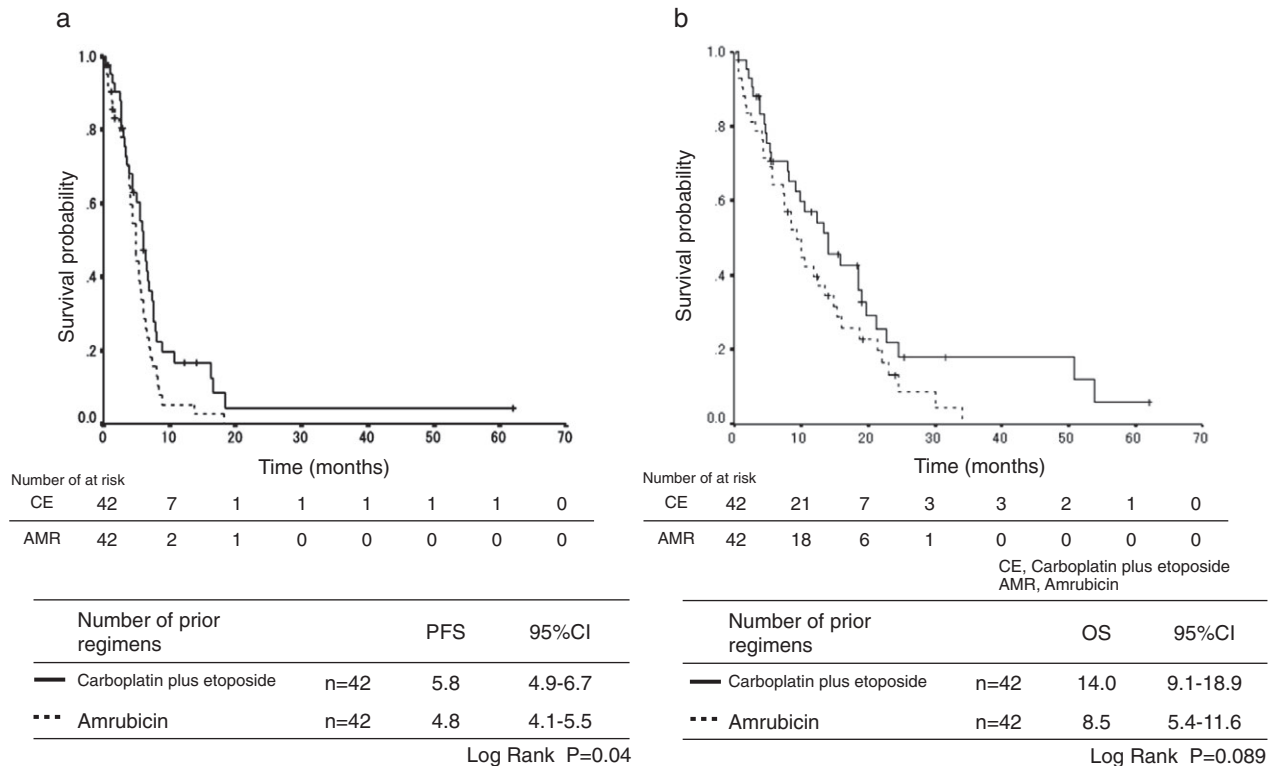 a
Survival probability
1.0
.8
.6
.4
.2
0.0
0 10 20 30 40 50 60 70
Time (months)
Number of at risk
CE 42 7 1 1 1 1 1 0
AMR 42 2 1 0 0 0 0 0
Number of prior
regimens PFS 95%CI
Carboplatin plus etoposide n=42 5.8 4.9-6.7
Amrubicin n=42 4.8 4.1-5.5
Log Rank P=0.04
b
Survival probability
1.0
.8
.6
.4
.2
0.0
0 10 20 30 40 50 60 70
Time (months)
Number of at risk
CE 42 21 7 3 3 2 1 0
AMR 42 18 6 1 0 0 0 0
CE, Carboplatin plus etoposide
AMR, Amrubicin
Number of prior
regimens OS 95%CI
Carboplatin plus etoposide n=42 14.0 9.1-18.9
Amrubicin n=42 8.5 5.4-11.6
Log Rank P=0.089